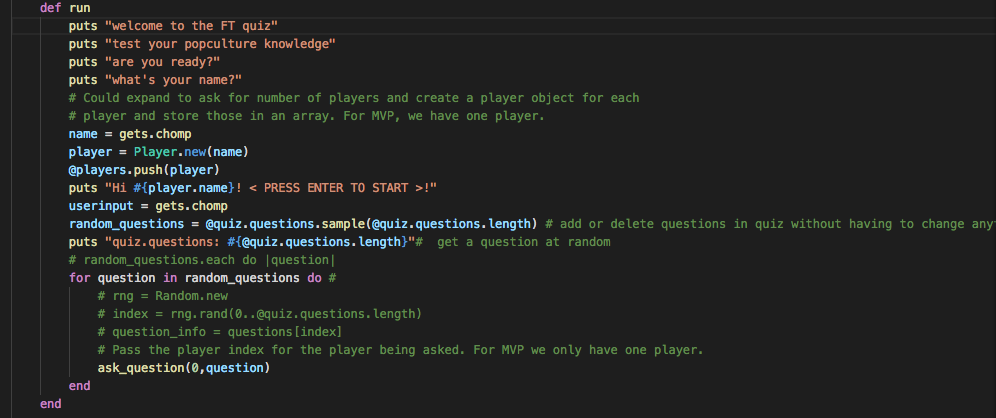 def run
puts "welcome to the FT quiz"
puts "test your popculture knowledge"
puts "are you ready?"
puts "what's your name?"
# Could expand to ask for number of players and create a player object for each
# player and store those in an array. For MVP, we have one player.
name = gets.chomp
player = Player.new(name)
@players.push(player)
puts "Hi #{player.name}! < PRESS ENTER TO START >!"
userinput = gets.chomp
random_questions = @quiz.questions.sample(@quiz.questions.length) # add or delete questions in quiz without having to change any
puts "quiz.questions: #{@quiz.questions.length}"#  get a question at random
# random_questions.each do |question|
for question in random_questions do #
# rng = Random.new
# index = rng.rand(0..@quiz.questions.length)
# question_info = questions[index]
# Pass the player index for the player being asked. For MVP we only have one player.
ask_question(0,question)
end
end